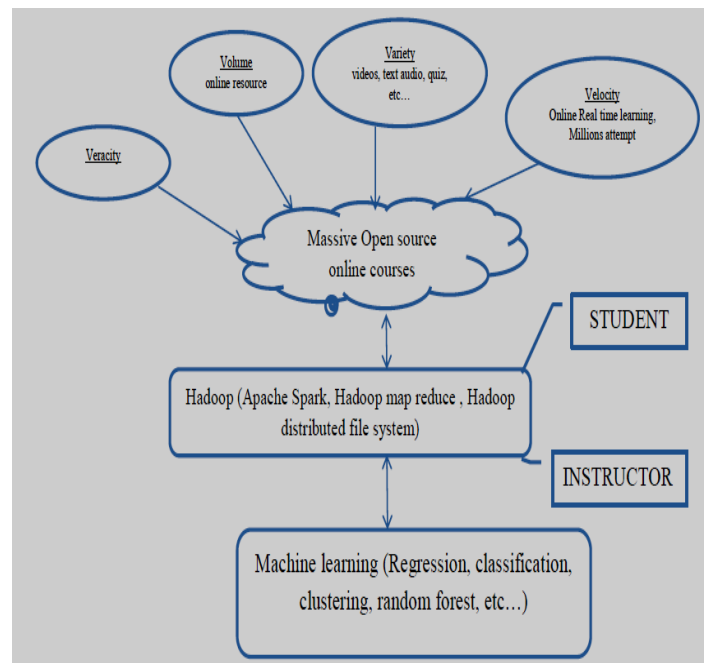 Volume
online resource
Variety
videos, text audio, quiz,
etc…
Velocity
Online Real time learning,
Millions attempt
Veracity
Massive Open source
online courses
STUDENT
Hadoop (Apache Spark, Hadoop map reduce , Hadoop
distributed file system)
INSTRUCTOR
Machine learning (Regression, classification,
clustering, random forest, etc…)